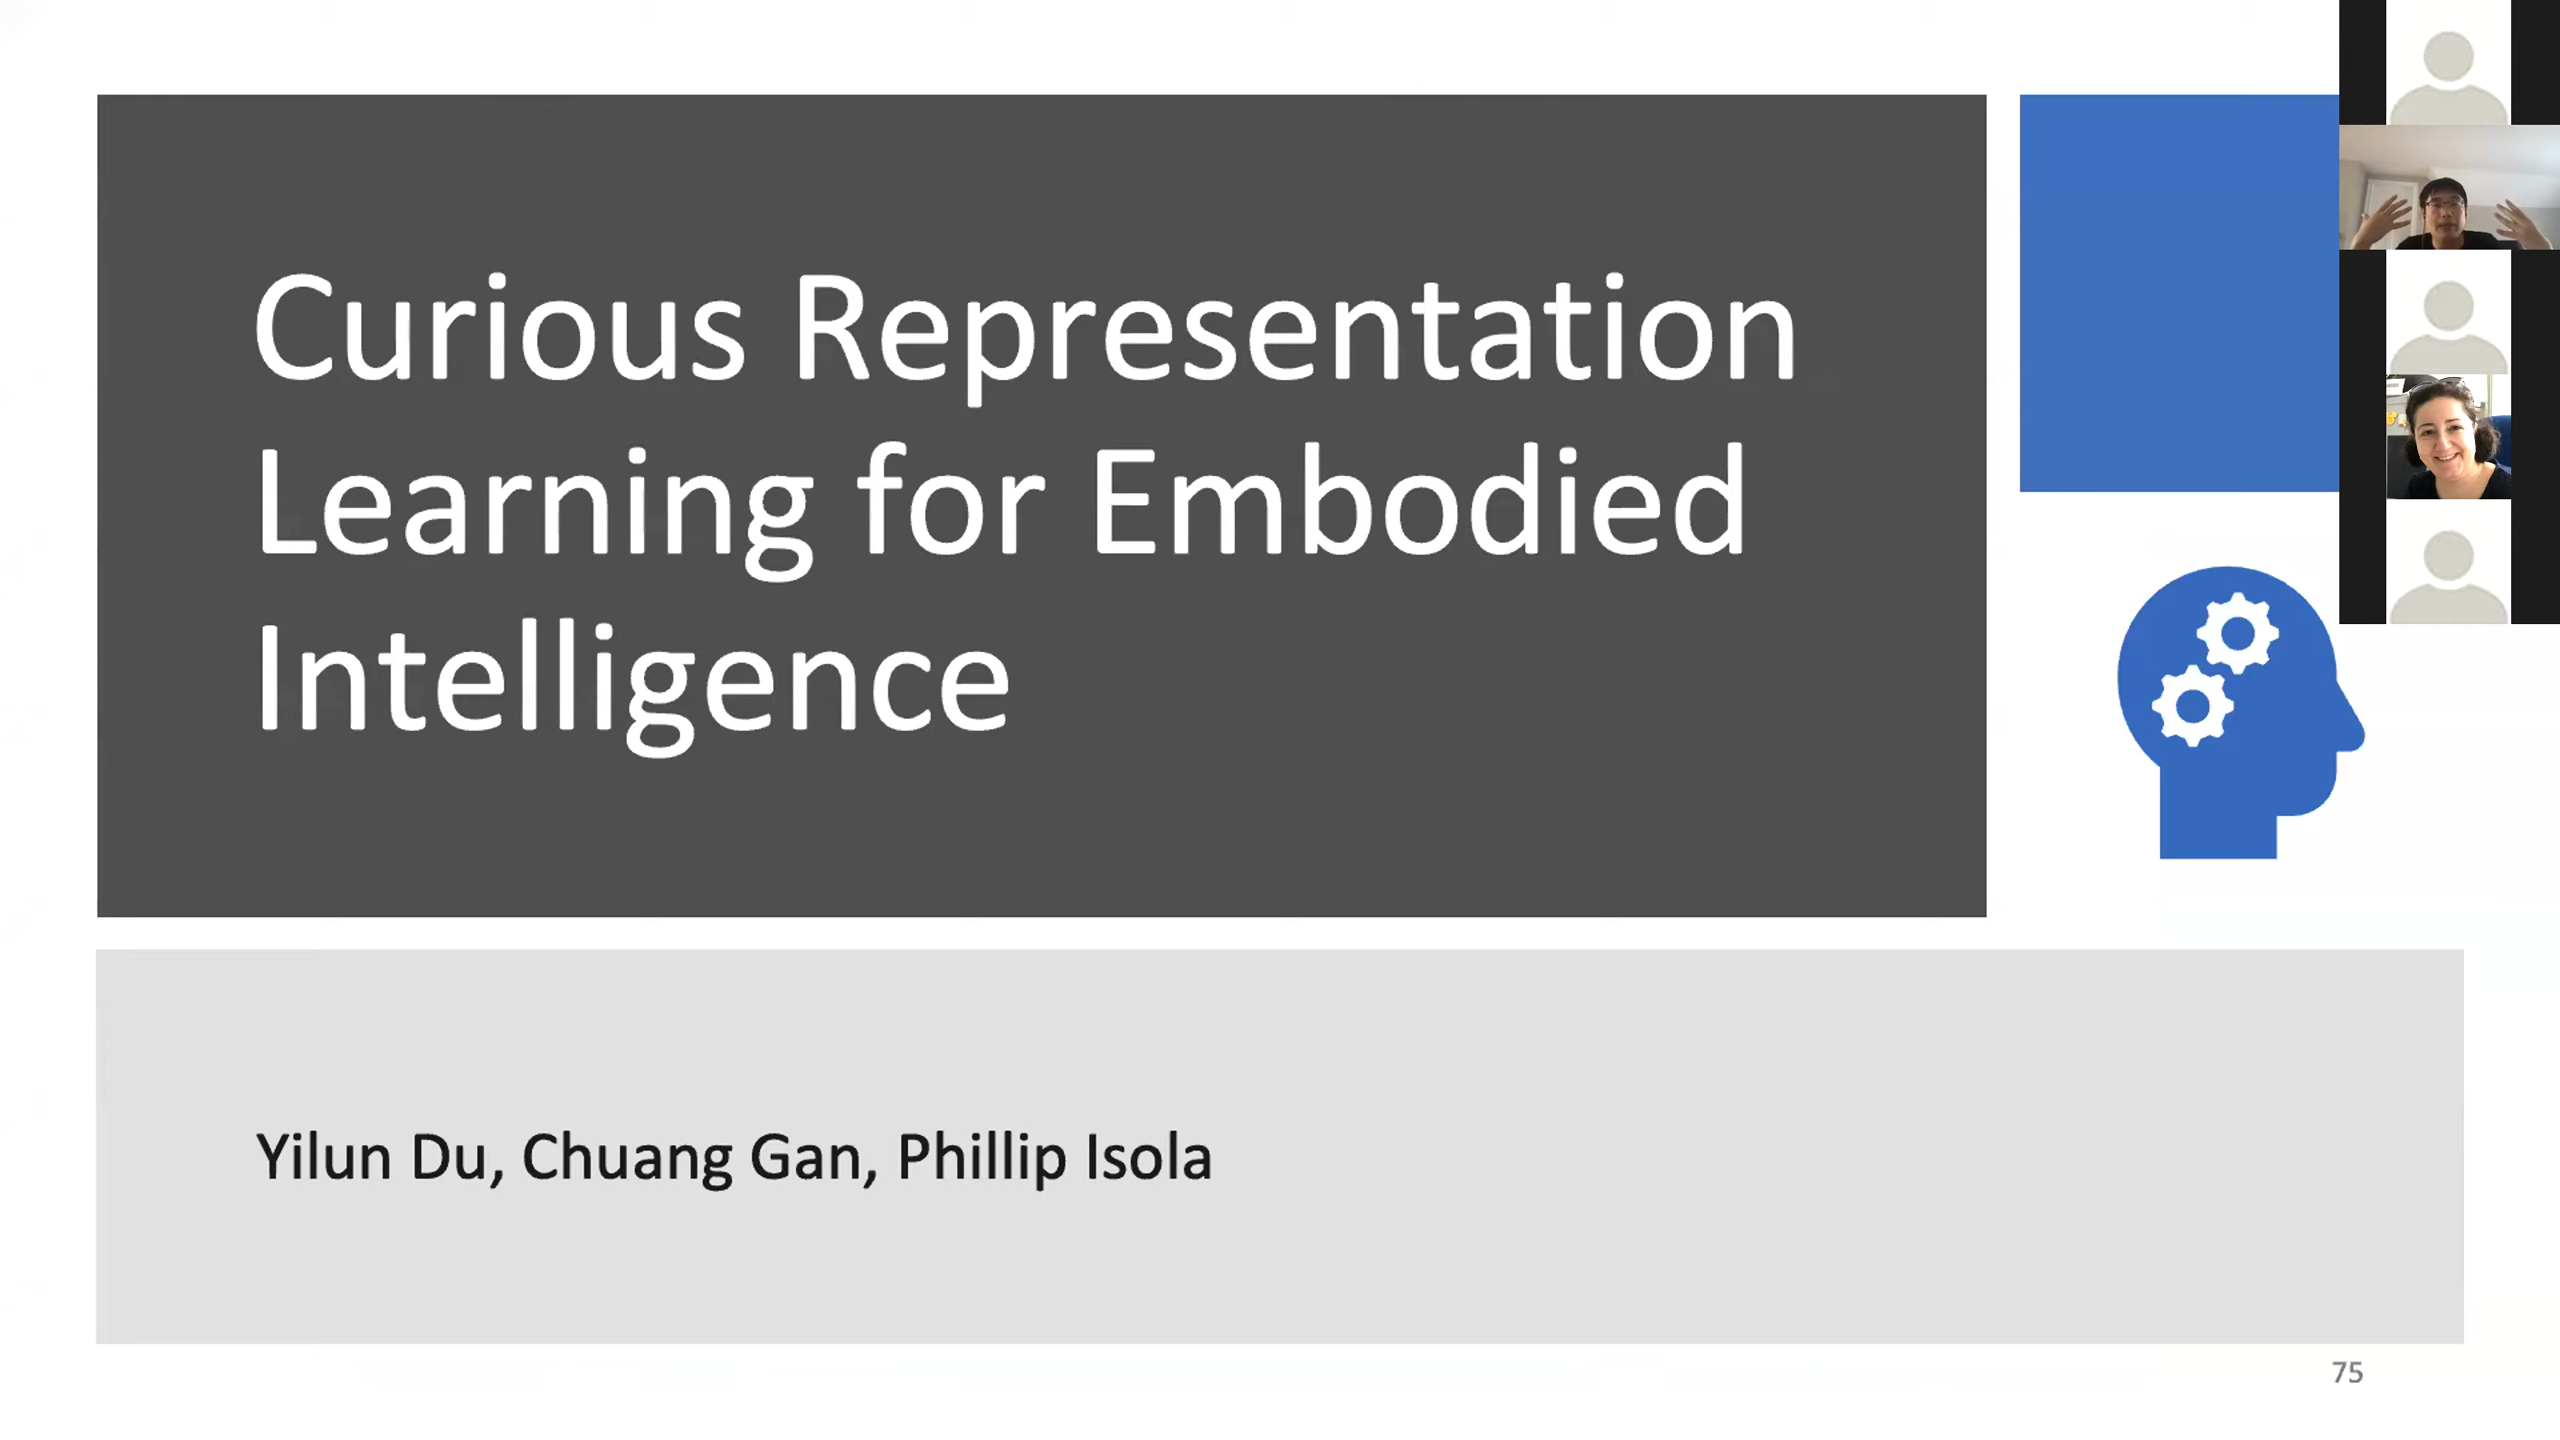 Curious Representation
Learning for Embodied
Intelligence
Yilun Du, Chuang Gan, Phillip Isola
75